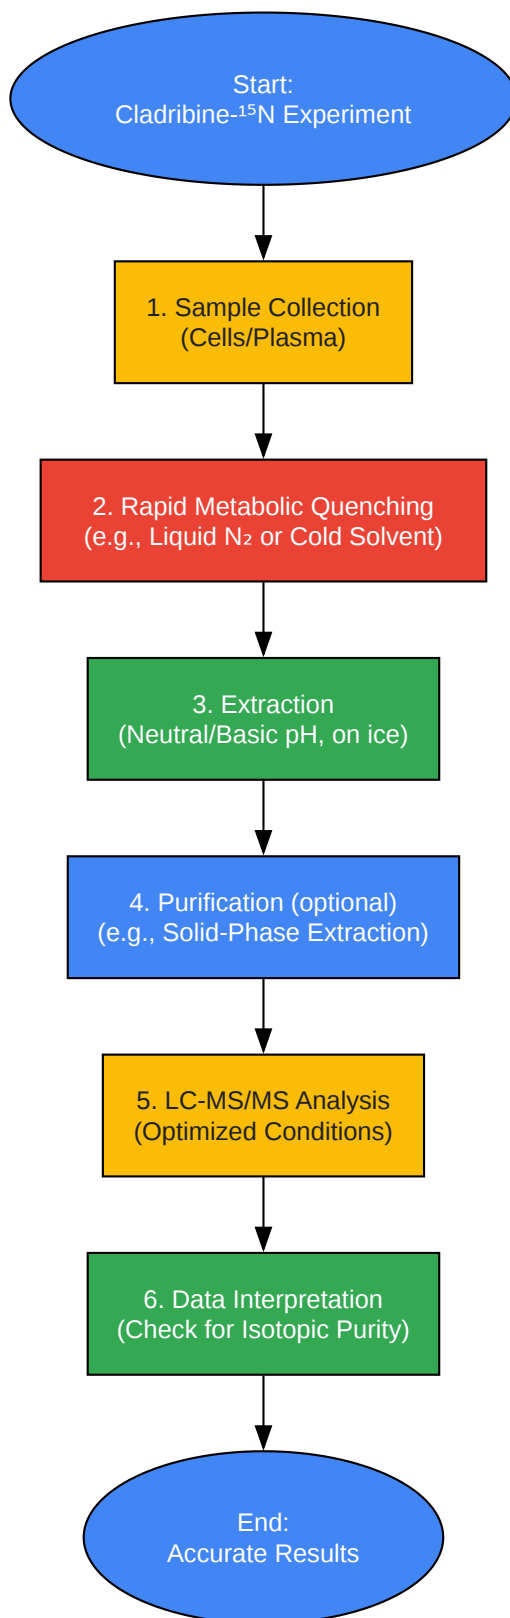 Start:
Cladribine-¹⁵N Experiment
1. Sample Collection
(Cells/Plasma)
2. Rapid Metabolic Quenching
(e.g., Liquid N₂ or Cold Solvent)
3. Extraction
(Neutral/Basic pH, on ice)
4. Purification (optional)
(e.g., Solid-Phase Extraction)
5. LC-MS/MS Analysis
(Optimized Conditions)
6. Data Interpretation
(Check for Isotopic Purity)
End:
Accurate Results